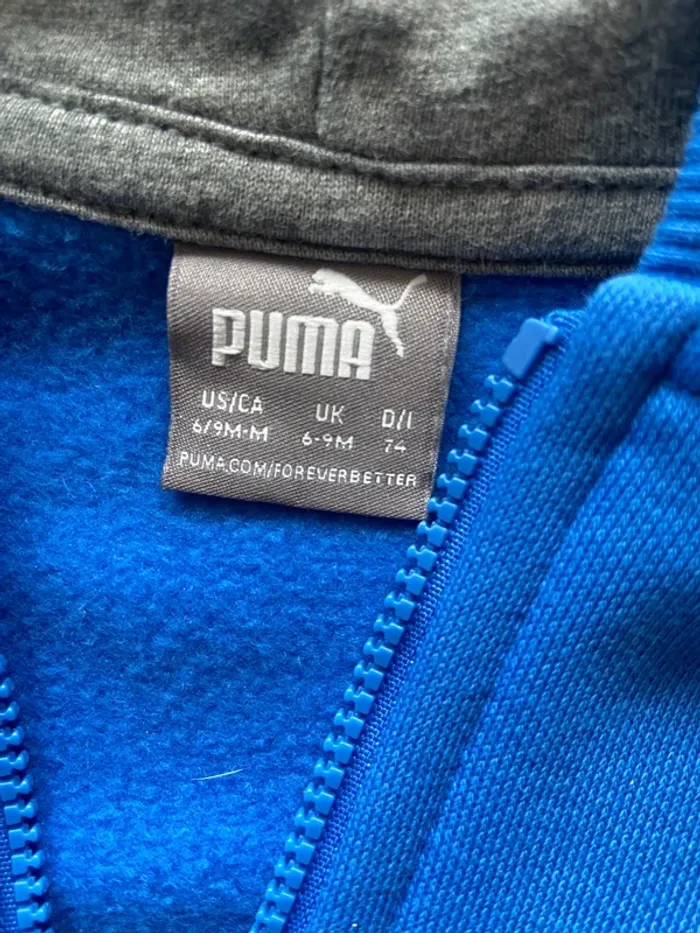 PUMA
US/CA UK D/I
6/9M-M 6-9M 74
PUMA.COM/FOREVERBETTER